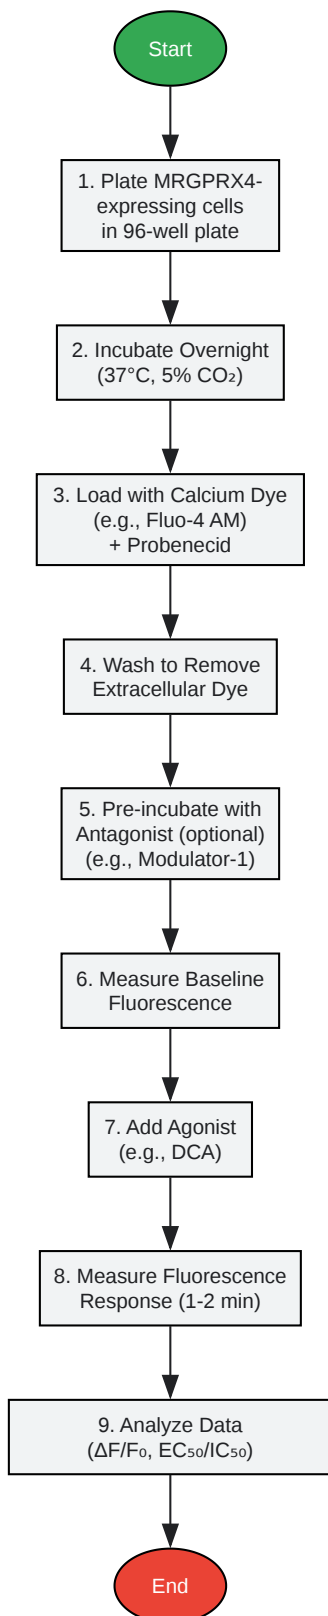 Start
1. Plate MRGPRX4-
expressing cells
in 96-well plate
2. Incubate Overnight
(37°C, 5% CO₂)
3. Load with Calcium Dye
(e.g., Fluo-4 AM)
+ Probenecid
4. Wash to Remove
Extracellular Dye
5. Pre-incubate with
Antagonist (optional)
(e.g., Modulator-1)
6. Measure Baseline
Fluorescence
7. Add Agonist
(e.g., DCA)
8. Measure Fluorescence
Response (1-2 min)
9. Analyze Data
(ΔF/F₀, EC₅₀/IC₅₀)
End